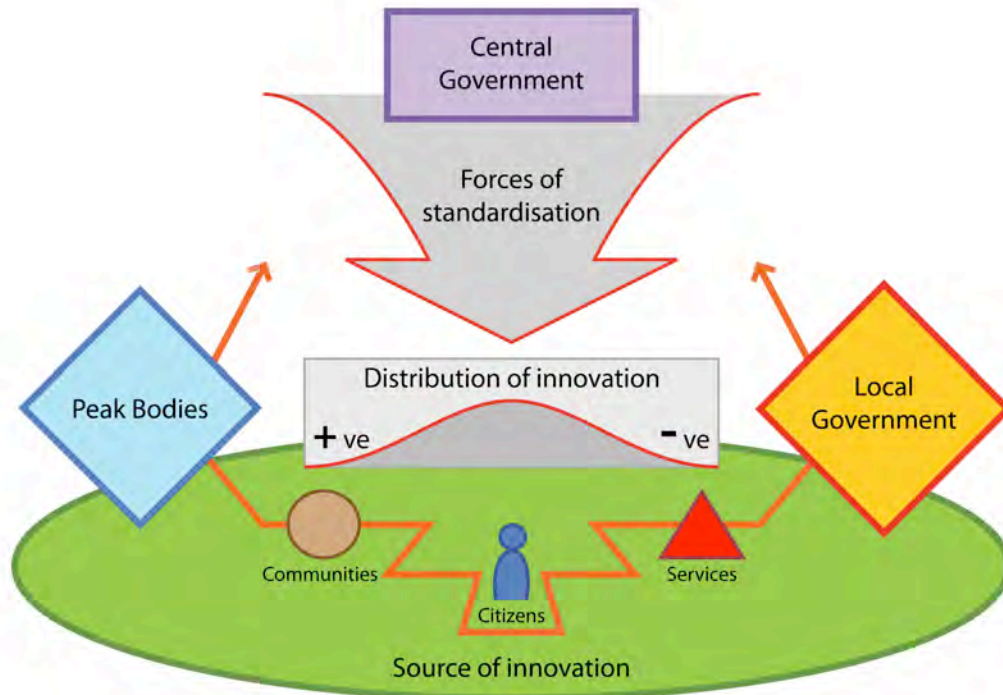 Central
Government
Forces of
standardisation
Distribution of innovation
+ ve
- ve
Peak Bodies
Local
Government
Communities
Citizens
Services
Source of innovation